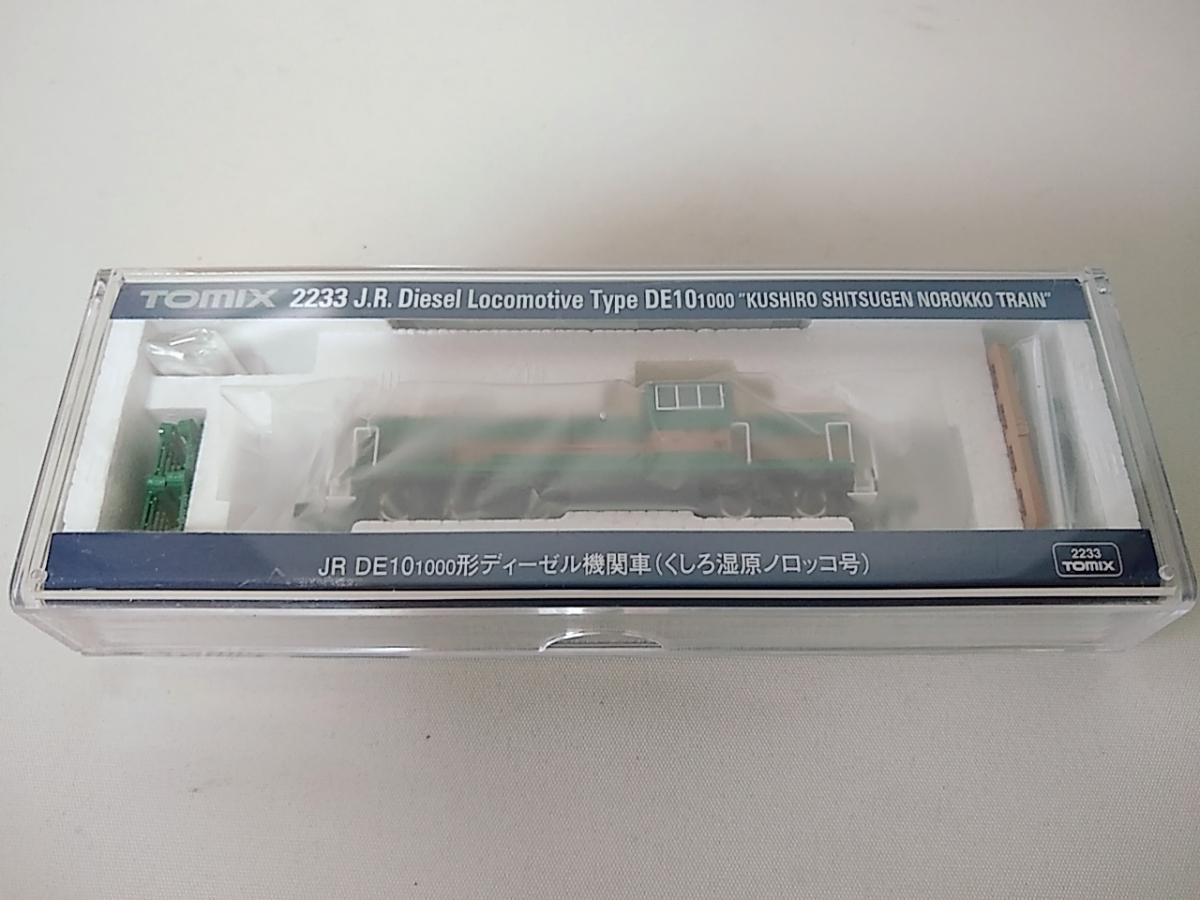 TOMIX 2233 J.R. Diesel Locomotive Type DE101000 "KUSHIRO SHITSUGEN NOROKKO TRAIN"
JR DE101000形ディーゼル機関車(くしろ湿原ノロッコ号)
2233
TOMIX